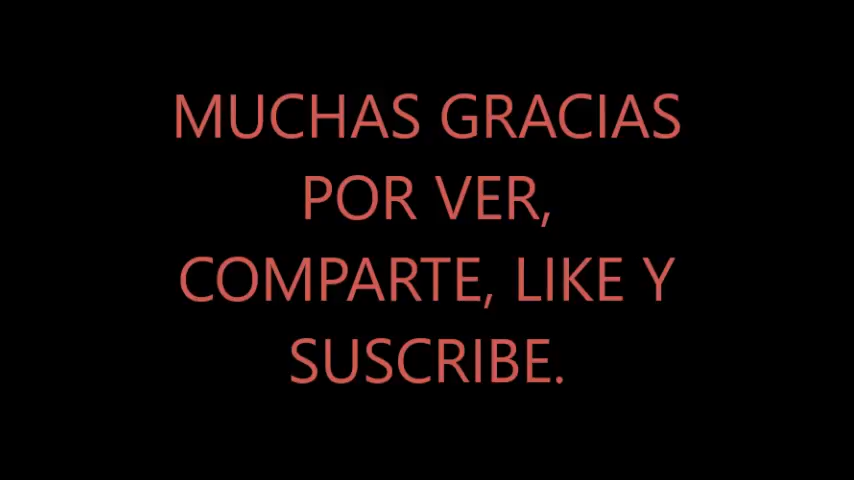 MUCHAS GRACIAS
POR VER,
COMPARTE, LIKE Y
SUSCRIBE.